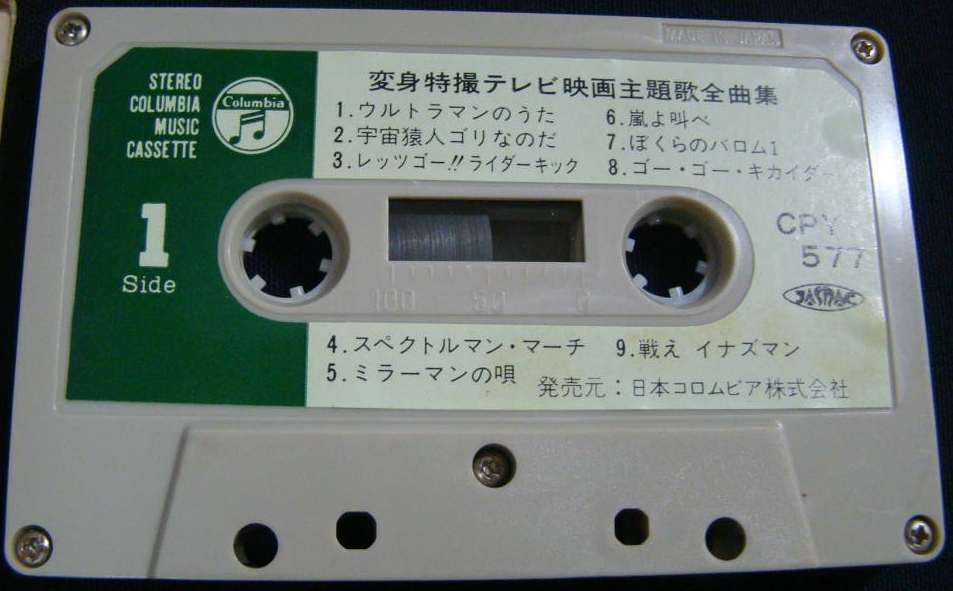 MADE IN JAPAN
STEREO
COLUMBIA
MUSIC
CASSETTE
Columbia
変身特撮テレビ映画主題歌全曲集
1.ウルトラマンのうた
2.宇宙猿人ゴリなのだ
3.レッツゴー!!ライダーキック
6.嵐よ叫べ
7.ぼくらのバロム1
8.ゴー・ゴー・キカイダー
1
Side
100 50 0
CPY
577
JASRAC
4.スペクトルマン・マーチ
5.ミラーマンの唄
9.戦え イナズマン
発売元：日本コロムビア株式会社